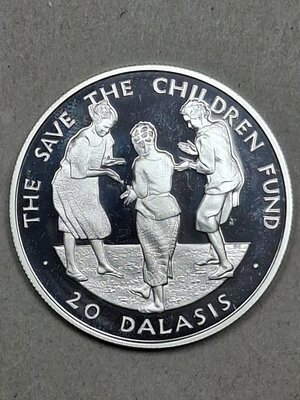 THE SAVE THE CHILDREN FUND
· 20 DALASIS ·